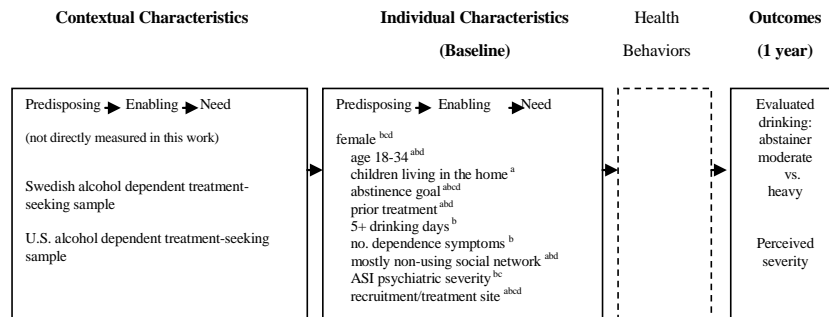 Contextual Characteristics
Individual Characteristics
(Baseline)
Health
Behaviors
Outcomes
(1 year)
Predisposing Enabling Need
(not directly measured in this work)
Swedish alcohol dependent treatment-
seeking sample
U.S. alcohol dependent treatment-seeking
sample
Predisposing Enabling Need
female bcd
age 18-34 abd
children living in the home a
abstinence goal abcd
prior treatment abd
5+ drinking days b
no. dependence symptoms b
mostly non-using social network abd
ASI psychiatric severity bc
recruitment/treatment site abcd
Evaluated
drinking:
abstainer
moderate
vs.
heavy
Perceived
severity